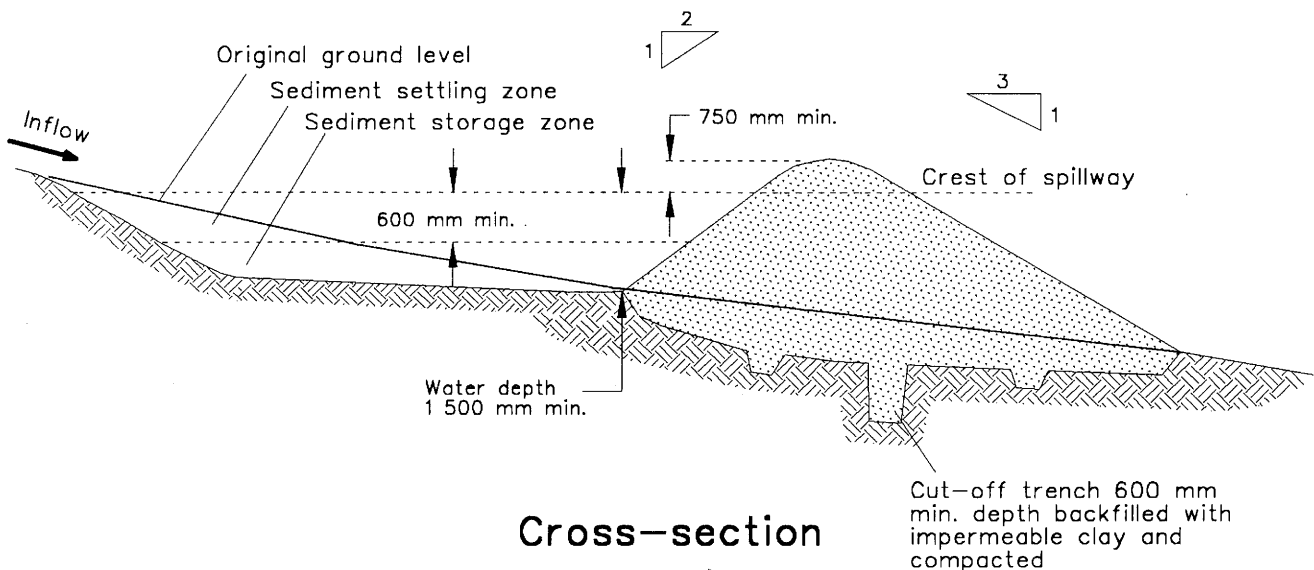 2
1
Original ground level
3
Sediment settling zone
1
750 mm min.
Sediment storage zone
Inflow
Crest of spillway
600 mm min.
Water depth
1 500 mm min.
Cut-off trench 600 mm
min. depth backfilled with
impermeable clay and
compacted
Cross-section